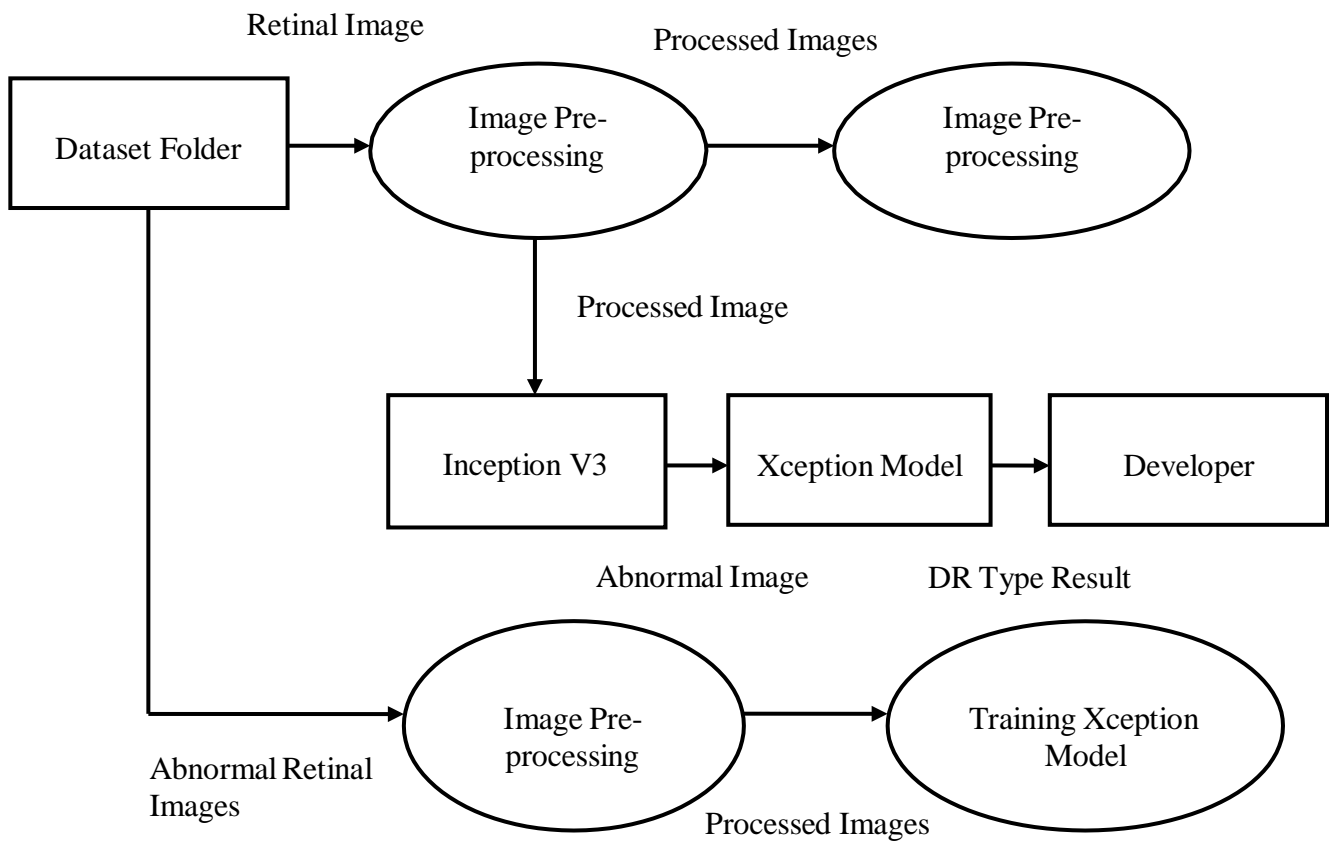 Retinal Image
Processed Images
Dataset Folder
Image Pre-
processing
Image Pre-
processing
Processed Image
Inception V3
Xception Model
Developer
Abnormal Image
DR Type Result
Image Pre-
processing
Training Xception
Model
Abnormal Retinal
Images
Processed Images